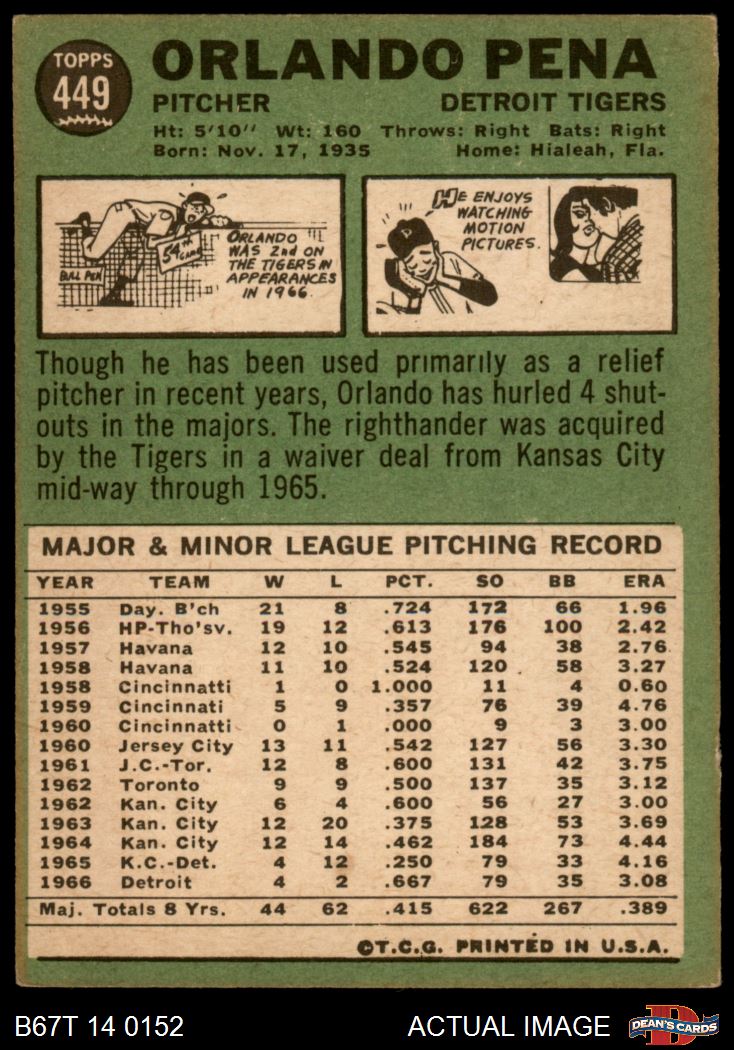 TOPPS
449
ORLANDO PENA
PITCHER DETROIT TIGERS
Ht: 5'10" Wt: 160 Throws: Right Bats: Right
Born: Nov. 17, 1935 Home: Hialeah, Fla.
BULL PEN
54th GAME
ORLANDO
WAS 2nd ON
THE TIGERS IN
APPEARANCES
IN 1966.
HE ENJOYS
WATCHING
MOTION
PICTURES.
D
Though he has been used primarily as a relief
pitcher in recent years, Orlando has hurled 4 shut-
outs in the majors. The righthander was acquired
by the Tigers in a waiver deal from Kansas City
mid-way through 1965.
MAJOR & MINOR LEAGUE PITCHING RECORD
YEAR TEAM W L PCT. SO BB ERA
1955 Day. B'ch 21 8 .724 172 66 1.96
1956 HP-Tho'sv. 19 12 .613 176 100 2.42
1957 Havana 12 10 .545 94 38 2.76
1958 Havana 11 10 .524 120 58 3.27
1958 Cincinnatti 1 0 1.000 11 4 0.60
1959 Cincinnati 5 9 .357 76 39 4.76
1960 Cincinnatti 0 1 .000 9 3 3.00
1960 Jersey City 13 11 .542 127 56 3.30
1961 J.C.-Tor. 12 8 .600 131 42 3.75
1962 Toronto 9 9 .500 137 35 3.12
1962 Kan. City 6 4 .600 56 27 3.00
1963 Kan. City 12 20 .375 128 53 3.69
1964 Kan. City 12 14 .462 184 73 4.44
1965 K.C.-Det. 4 12 .250 79 33 4.16
1966 Detroit 4 2 .667 79 35 3.08
Maj. Totals 8 Yrs. 44 62 .415 622 267 .389
©T.C.G. PRINTED IN U.S.A.
B67T 14 0152 ACTUAL IMAGE
D
DEAN'S CARDS